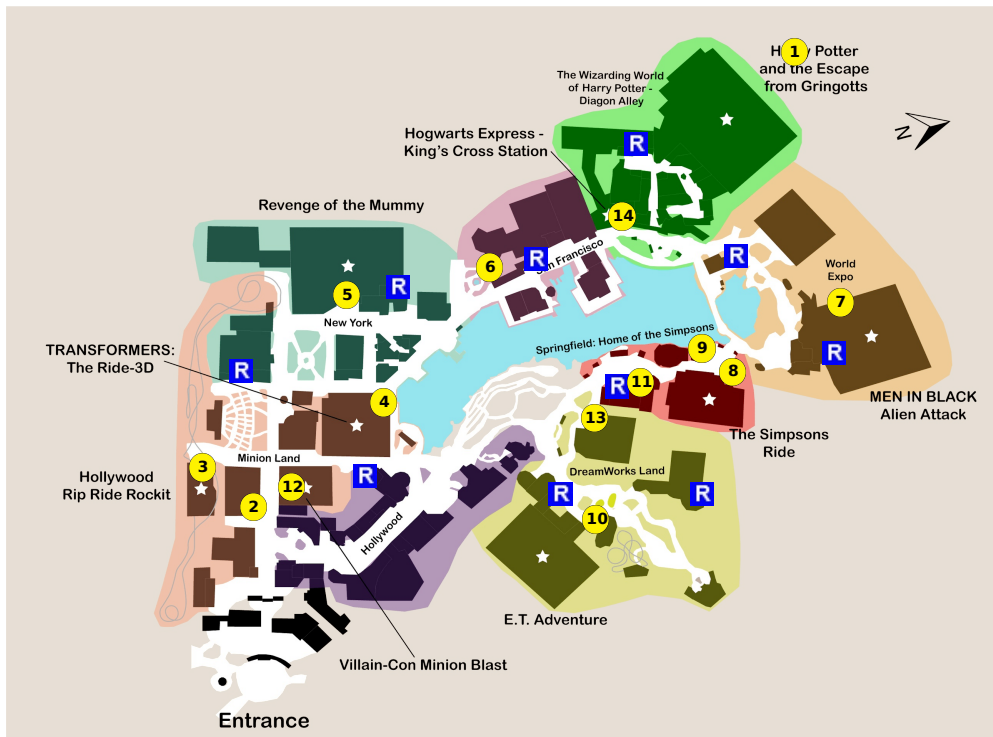 1
H Potter
and the Escape
from Gringotts
The Wizarding World
of Harry Potter -
Diagon Alley
Hogwarts Express -
King's Cross Station
R
N
14
Revenge of the Mummy
6
R
San Francisco
R
World
Expo
5
R
7
New York
Springfield: Home of the Simpsons
9
R
TRANSFORMERS:
The Ride-3D
R
8
R
11
4
MEN IN BLACK
Alien Attack
13
The Simpsons
Ride
Minion Land
3
Hollywood
Rip Ride Rockit
R
DreamWorks Land
12
2
R
R
10
Hollywood
E.T. Adventure
Villain-Con Minion Blast
Entrance